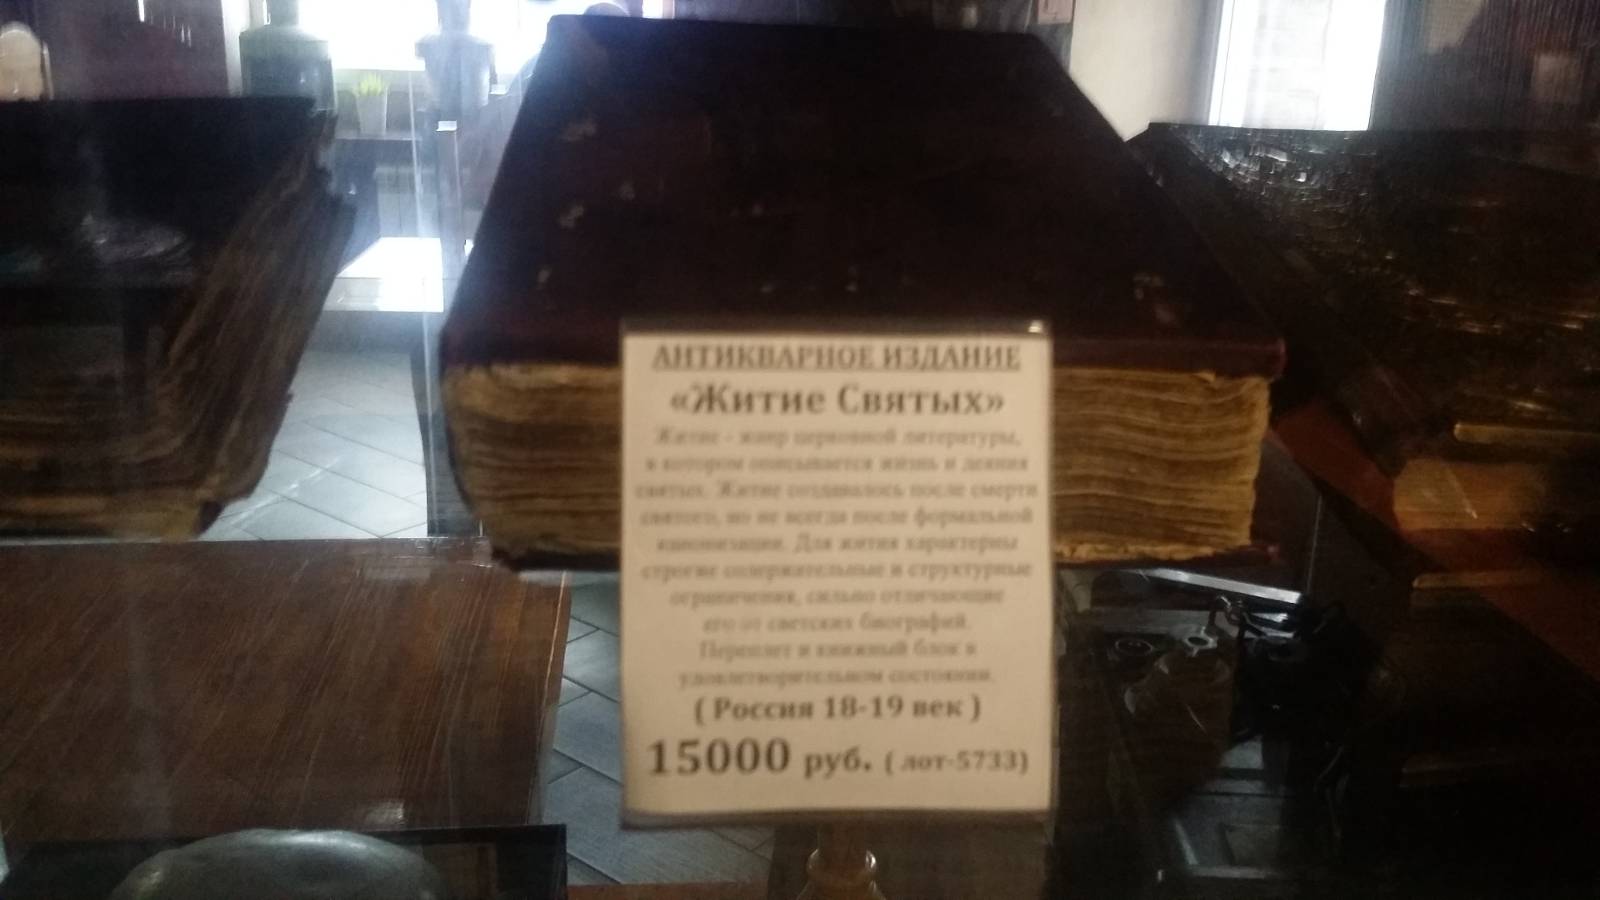 АНТИКВАРНОЕ ИЗДАНИЕ
«Житие Святых»
Житие - жанр церковной литературы,
в котором описывается жизнь и деяния
святых. Житие создавалось после смерти
святого, но не всегда после формальной
канонизации. Для жития характерны
строгие содержательные и структурные
ограничения, сильно отличающие
его от светских биографий.
Переплет и книжный блок в
удовлетворительном состоянии.
( Россия 18-19 век )
15000 руб. ( лот-5733)